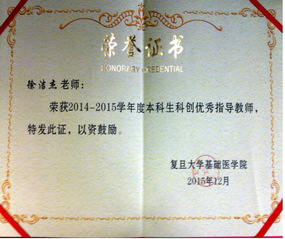 荣誉证书
HONORARY CREDENTIAL
徐洁杰 老师:
荣获2014-2015学年度本科生科创优秀指导教师,
特发此证,以资鼓励。
复旦大学基础医学院
2015年12月